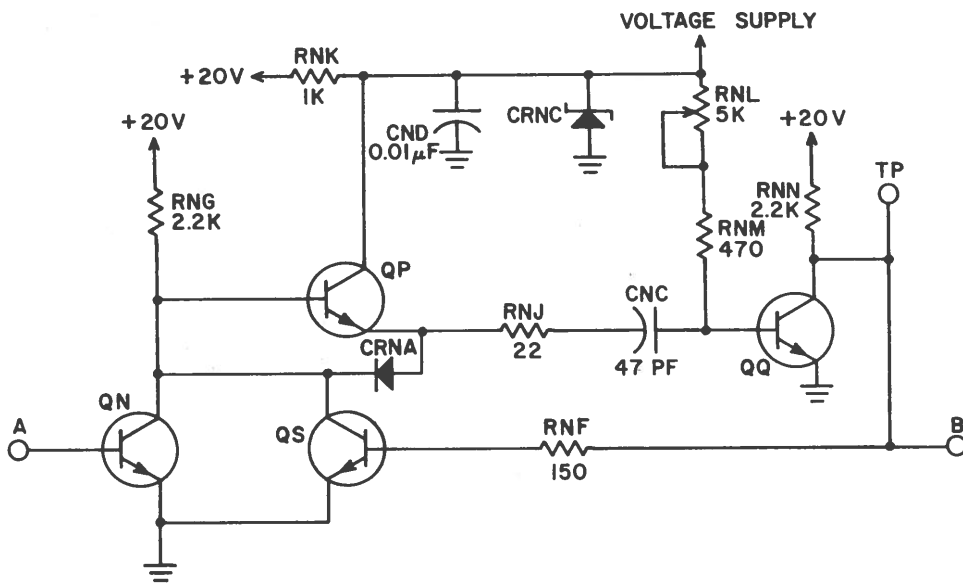 VOLTAGE SUPPLY
RNK
+20V
1K
RNL
5K
CRNC
CND
0.01μF
+20V
+20V
TP
RNG
2.2K
RNN
2.2K
RNM
470
QP
CNC
RNJ
22
47 PF
CRNA
QQ
QN
QS
A
RNF
150
B